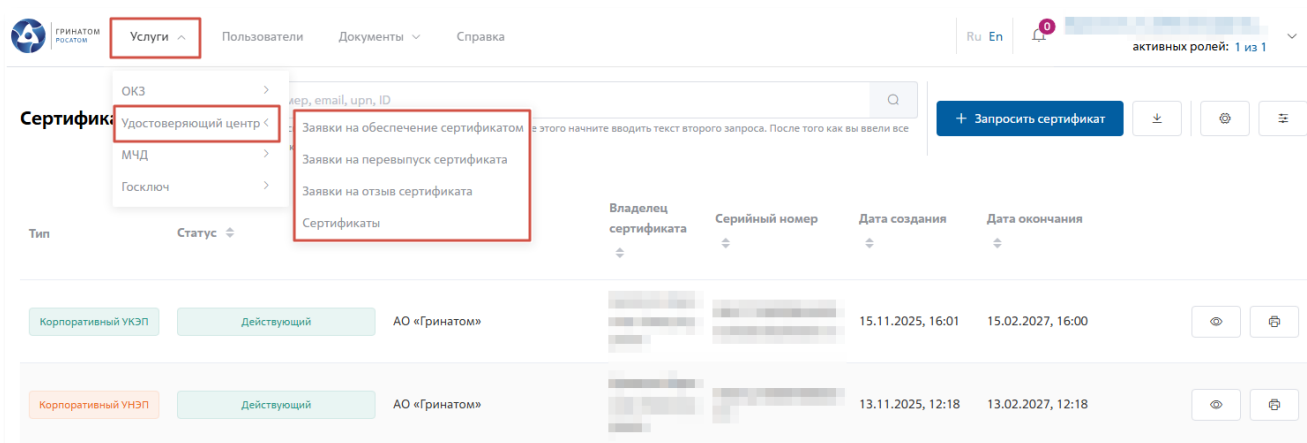 ГРИНАТОМ
РОСАТОМ
Услуги
Пользователи
Документы
Справка
Ru En
0
активных ролей: 1 из 1
ОКЗ
Удостоверяющий центр
МЧД
Госключ
Заявки на обеспечение сертификатом
Заявки на перевыпуск сертификата
Заявки на отзыв сертификата
Сертификаты
мер, email, upn, ID
е этого начните вводить текст второго запроса. После того как вы ввели все
+ Запросить сертификат
Тип
Статус
Владелец
сертификата
Серийный номер
Дата создания
Дата окончания
Корпоративный УКЭП
Действующий
АО «Гринатом»
15.11.2025, 16:01
15.02.2027, 16:00
Корпоративный УНЭП
Действующий
АО «Гринатом»
13.11.2025, 12:18
13.02.2027, 12:18